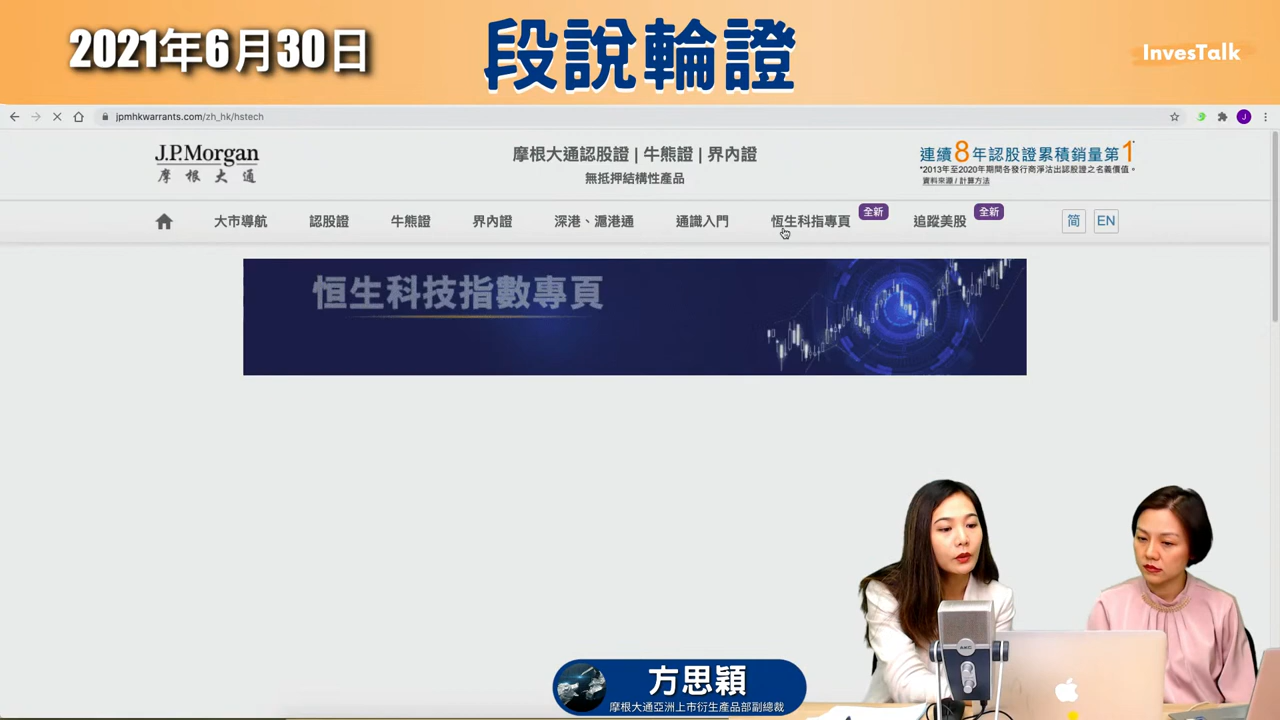 2021年6月30日
段說輪證
InvesTalk
jpmhkwarrants.com/zh_hk/hstech
J
J.P.Morgan
摩根大通
摩根大通認股證 | 牛熊證 | 界內證
無抵押結構性產品
連續8年認股證累積銷量第1*
*2013年至2020年期間各發行商淨沽出認股證之名義價值。
資料來源 / 計算方法
大市導航
認股證
牛熊證
界內證
深港、滬港通
通識入門
恆生科指專頁
全新
追蹤美股
全新
简
EN
恒生科技指數專頁
AKG
方思穎
摩根大通亞洲上市衍生產品部副總裁